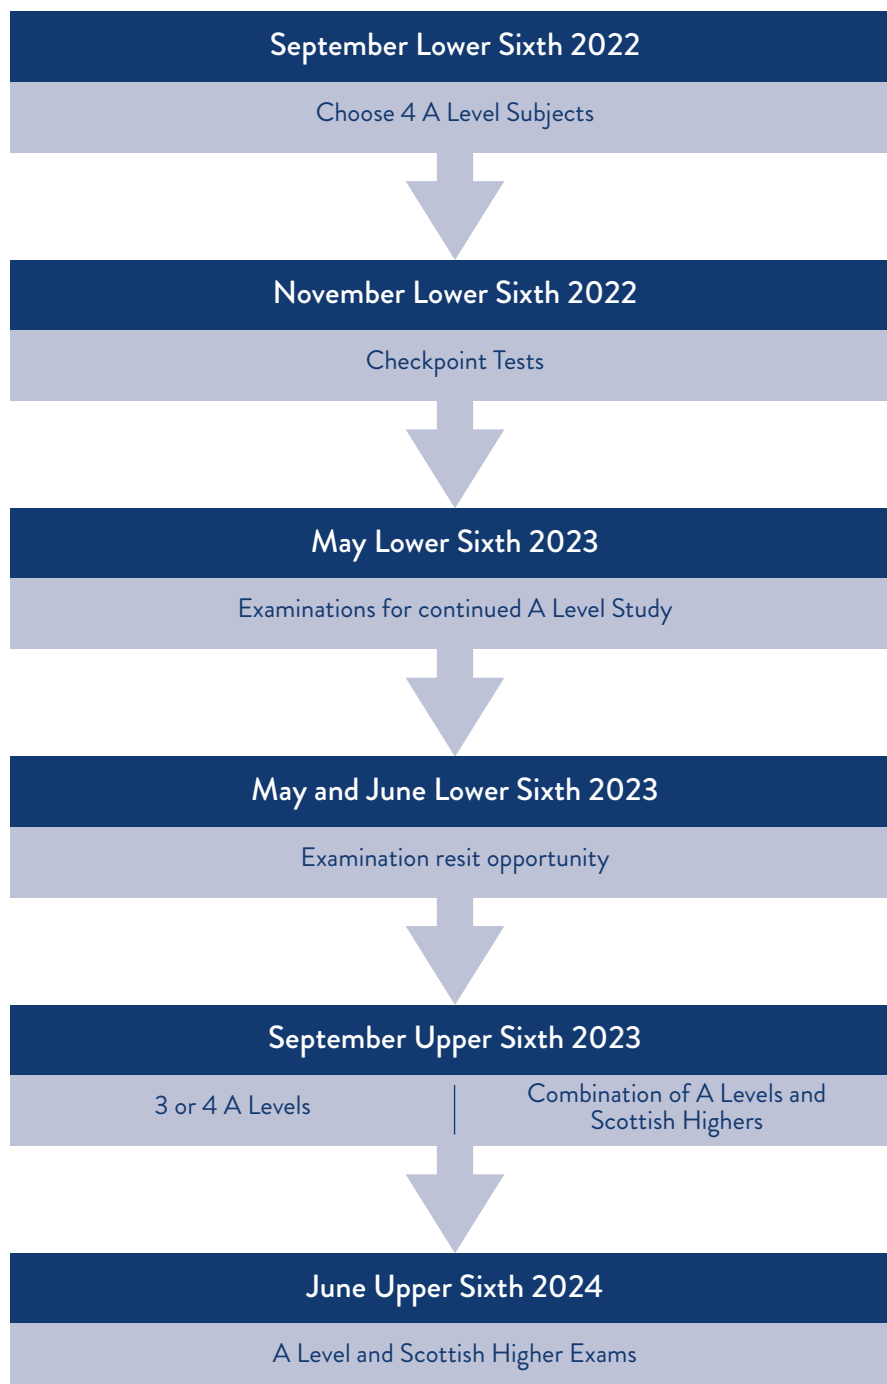 September Lower Sixth 2022
Choose 4 A Level Subjects
November Lower Sixth 2022
Checkpoint Tests
May Lower Sixth 2023
Examinations for continued A Level Study
May and June Lower Sixth 2023
Examination resit opportunity
September Upper Sixth 2023
3 or 4 A Levels
Combination of A Levels and
Scottish Highers
June Upper Sixth 2024
A Level and Scottish Higher Exams